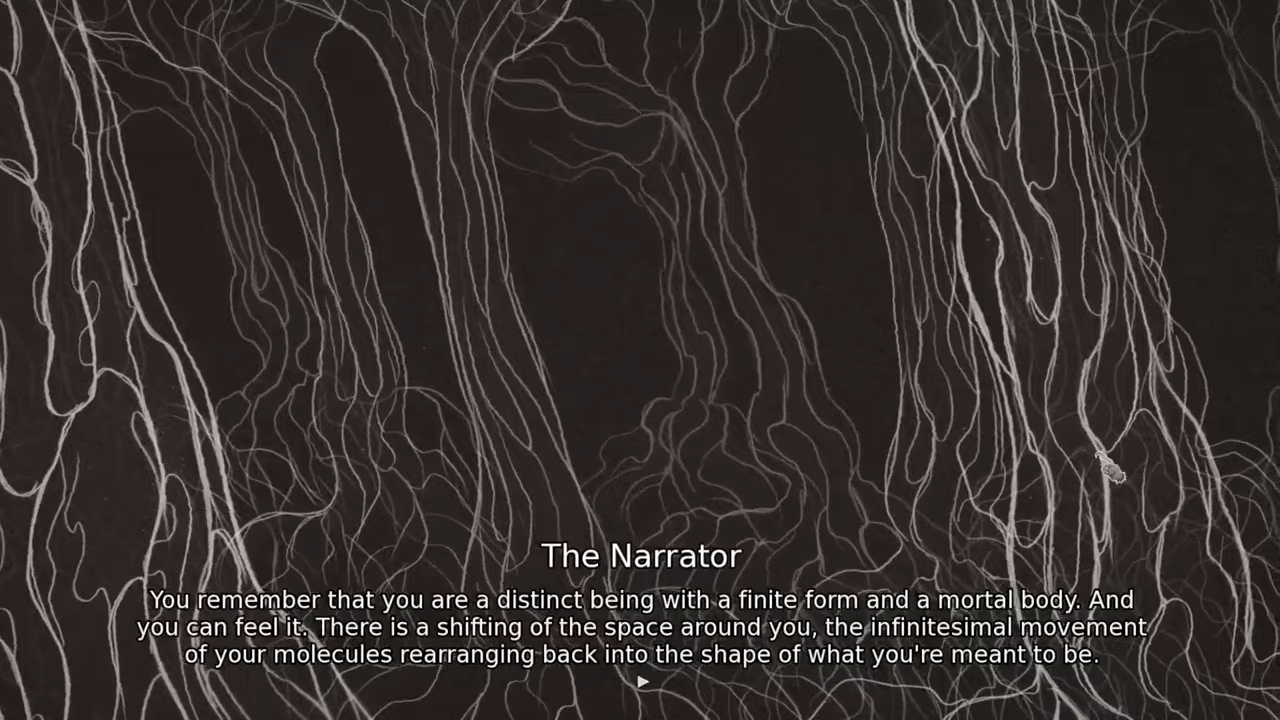 The Narrator
You remember that you are a distinct being with a finite form and a mortal body. And
you can feel it. There is a shifting of the space around you, the infinitesimal movement
of your molecules rearranging back into the shape of what you're meant to be.